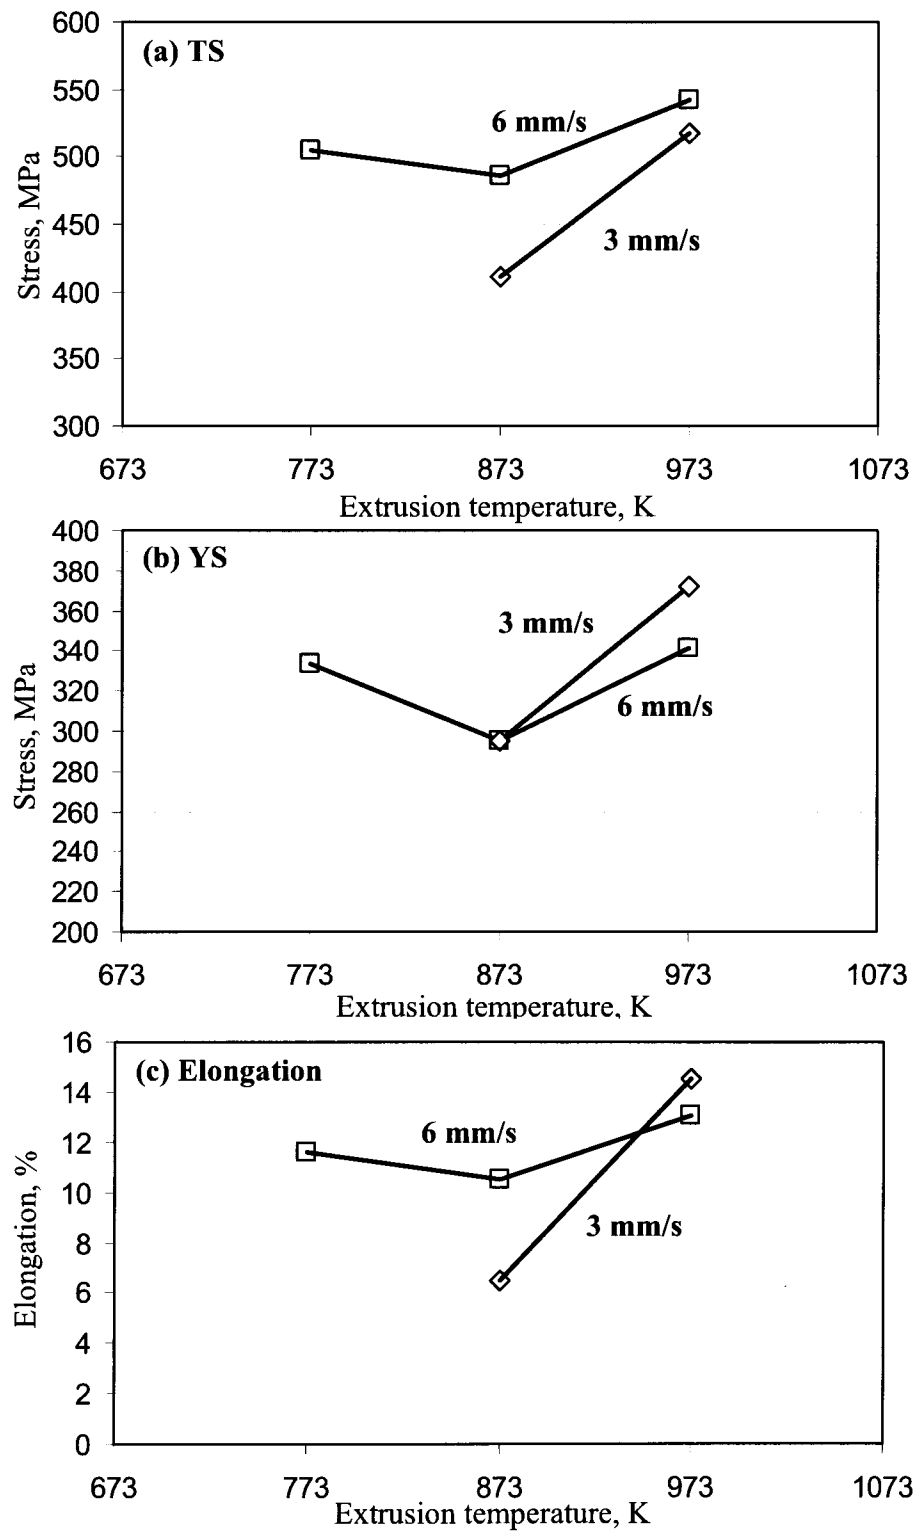 (a) TS
600
550
500
450
400
350
300
Stress, MPa
6 mm/s
3 mm/s
673 773 873 973 1073
Extrusion temperature, K
(b) YS
400
380
360
340
320
300
280
260
240
220
200
Stress, MPa
3 mm/s
6 mm/s
673 773 873 973 1073
Extrusion temperature, K
(c) Elongation
16
14
12
10
8
6
4
2
0
Elongation, %
6 mm/s
3 mm/s
673 773 873 973 1073
Extrusion temperature, K